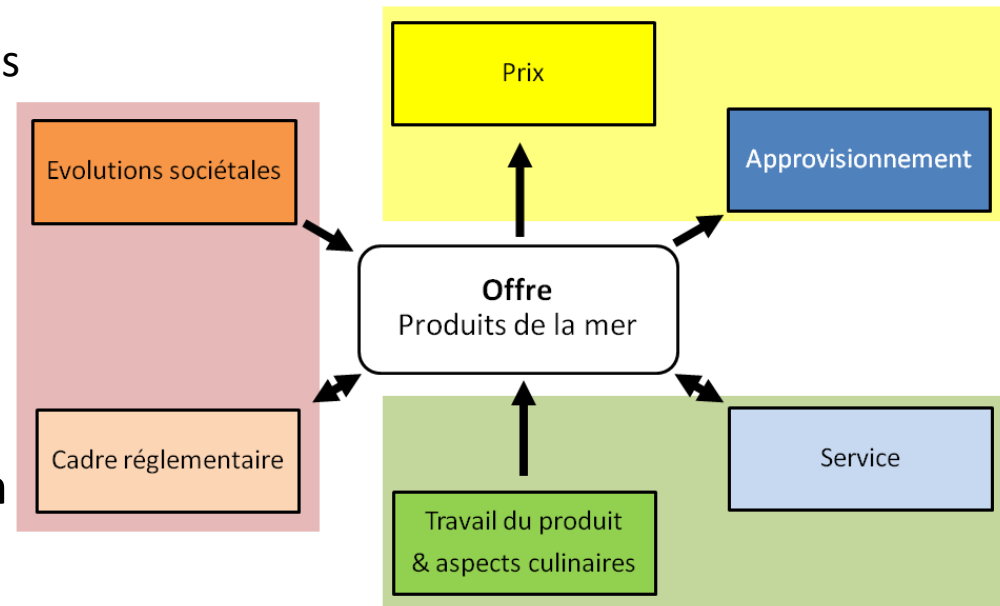 s
Prix
Evolutions sociétales
Approvisionnement
Offre
Produits de la mer
Cadre réglementaire
Service
n
Travail du produit
& aspects culinaires